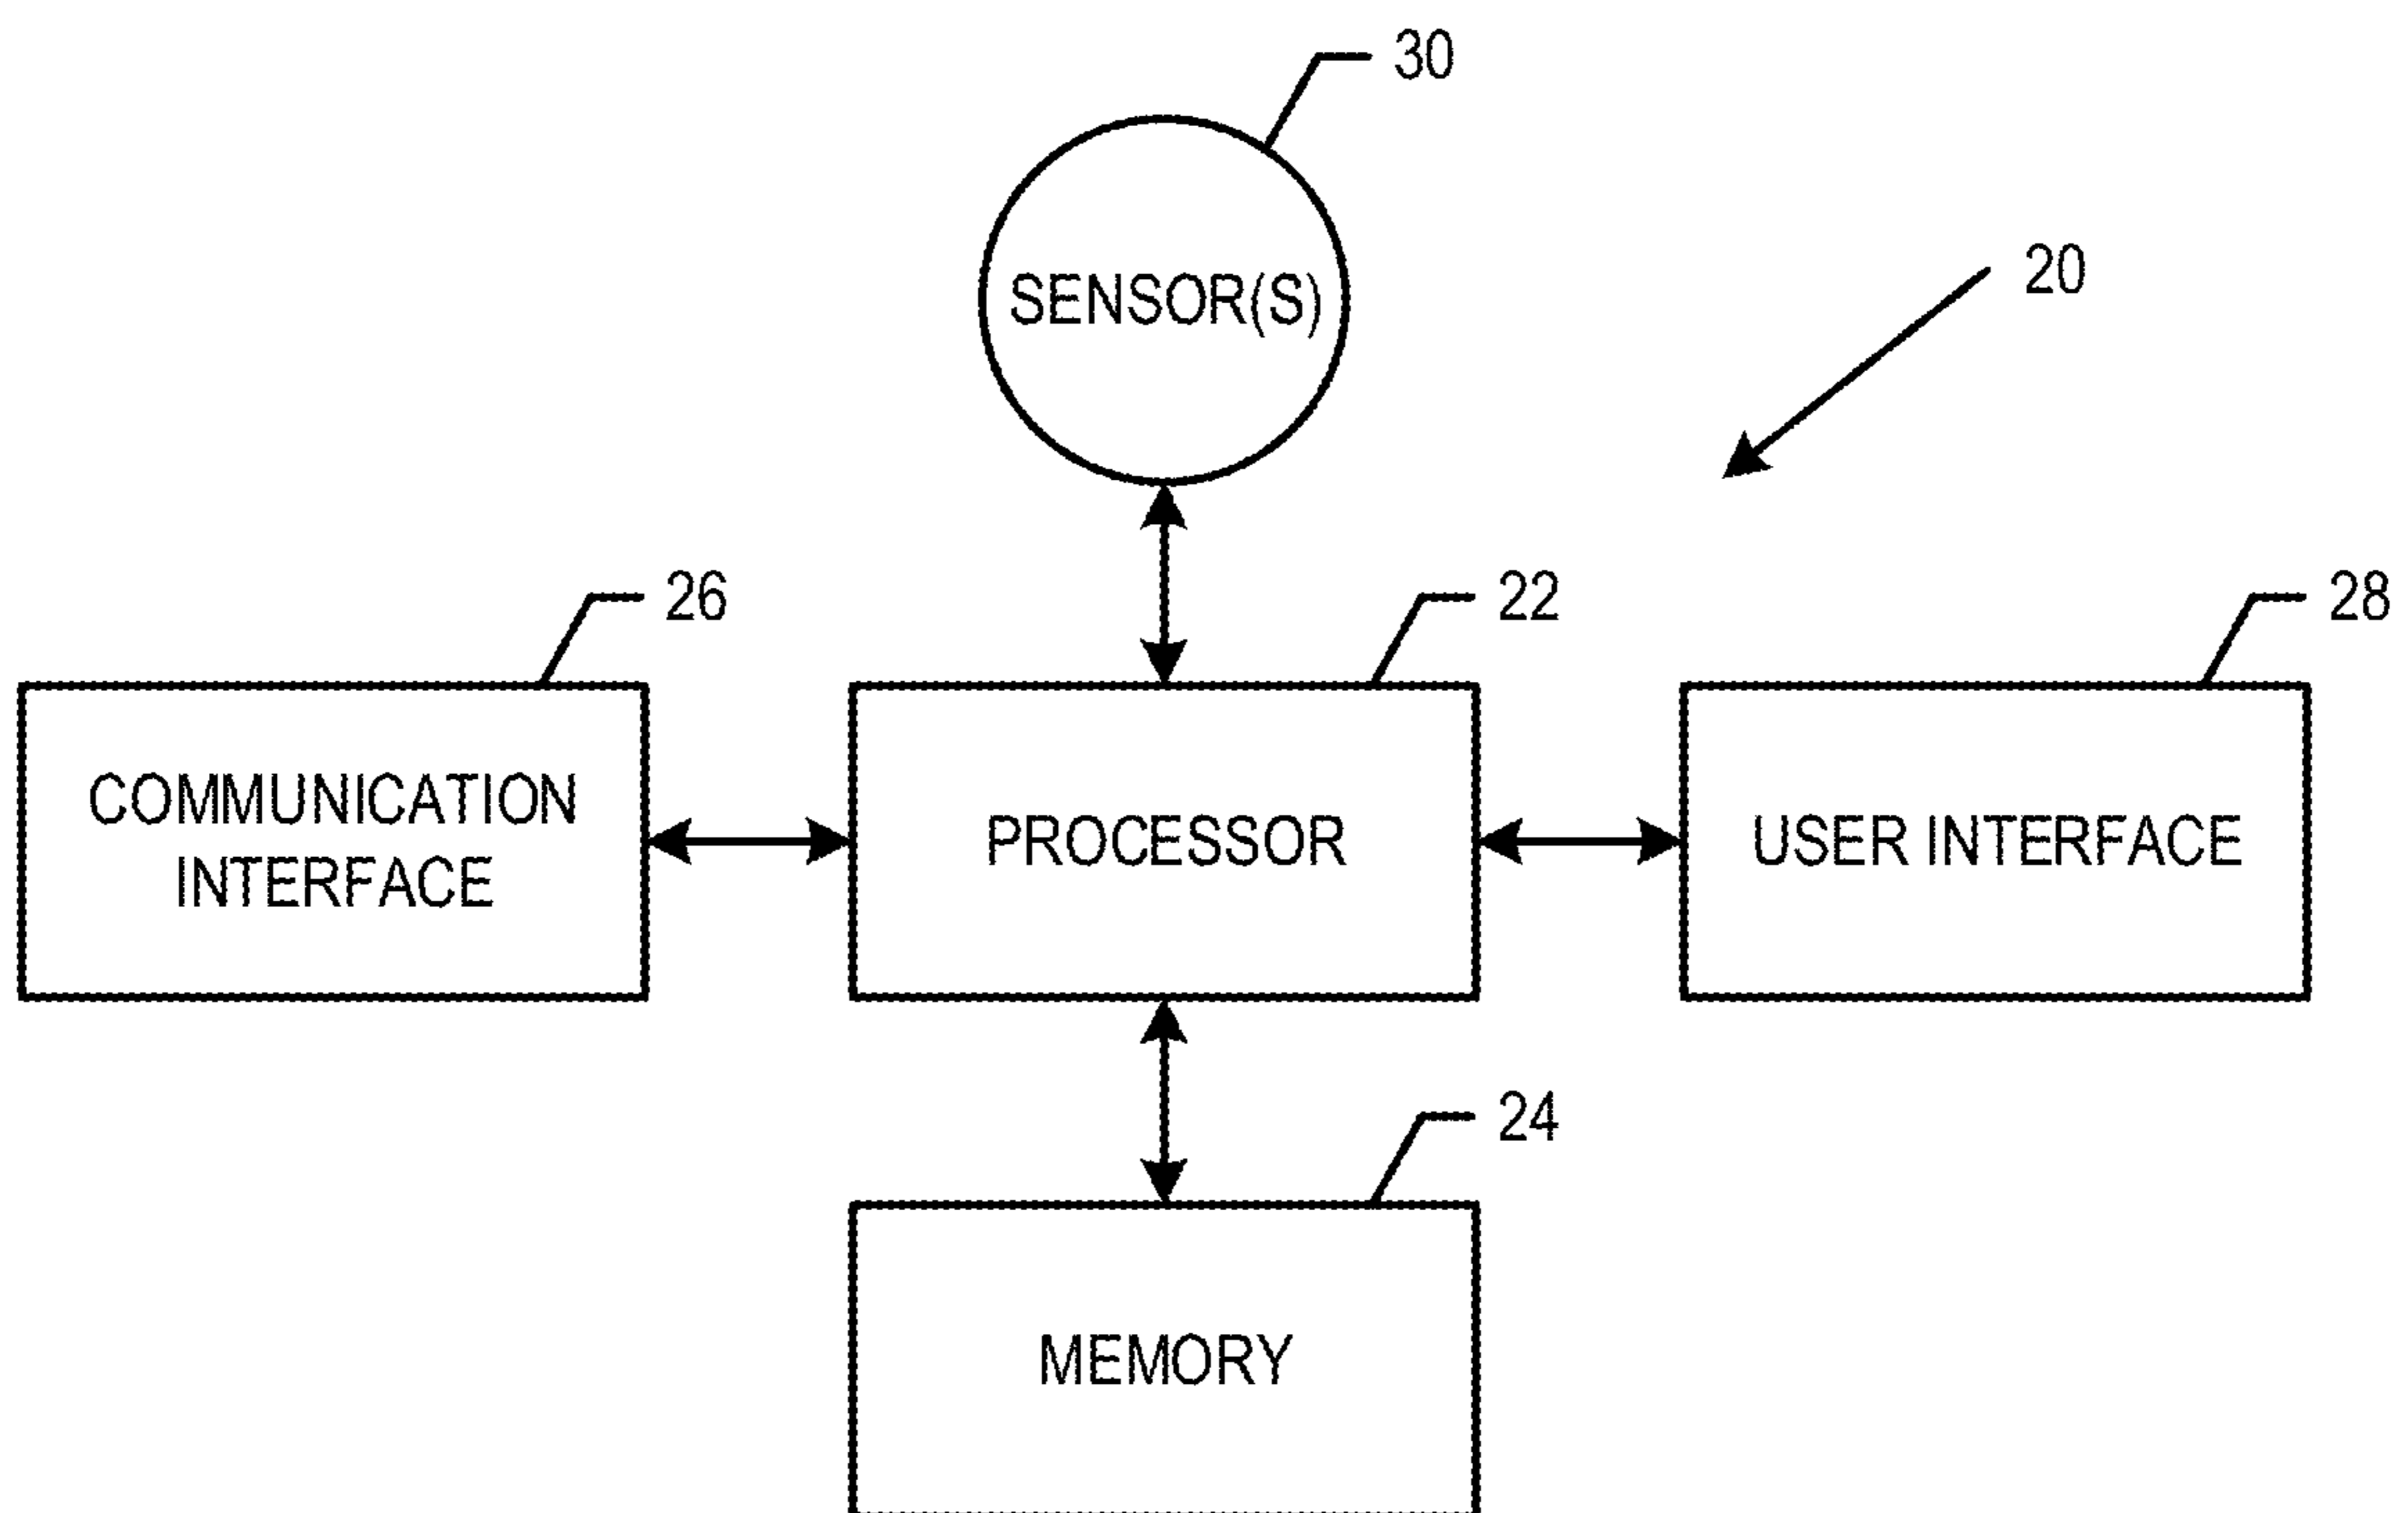 30
SENSOR(S)
20
26
22
28
COMMUNICATION
INTERFACE
PROCESSOR
USER INTERFACE
24
MEMORY